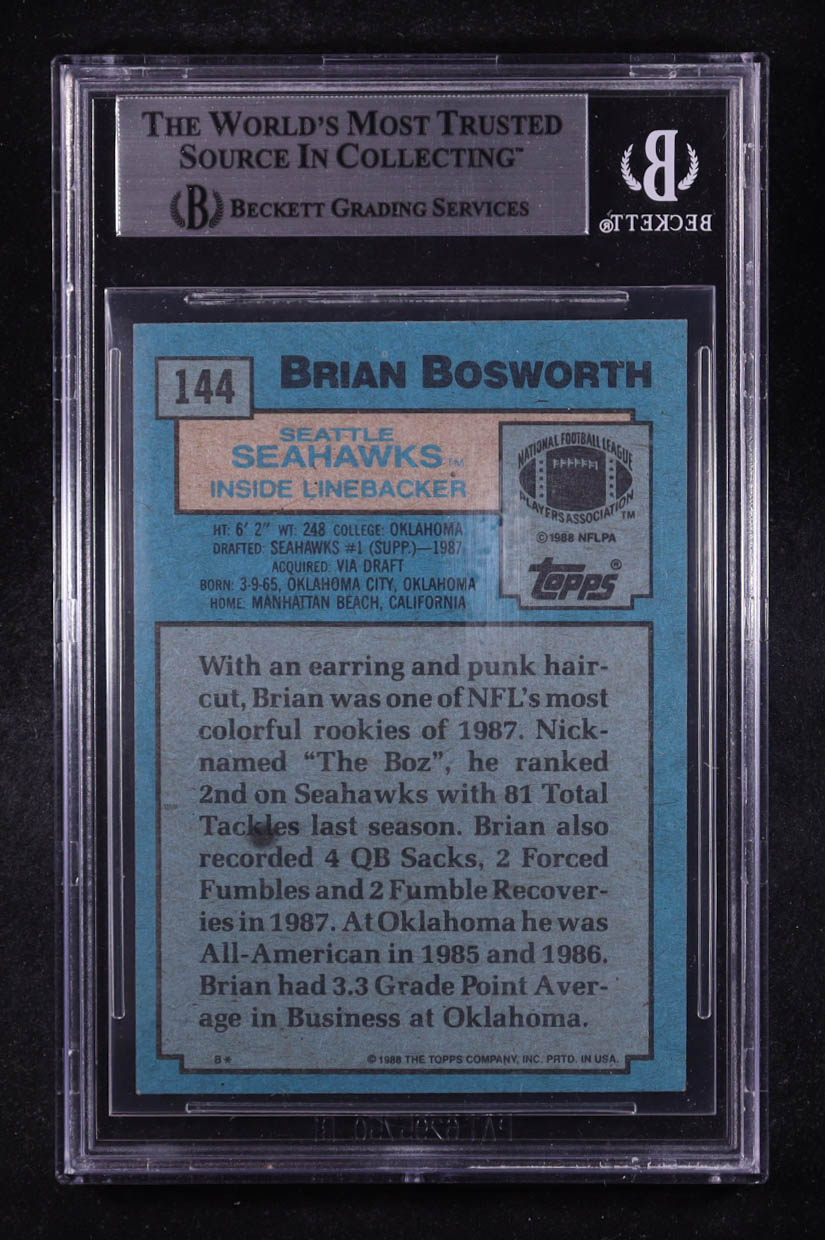 THE WORLD'S MOST TRUSTED
SOURCE IN COLLECTING™
B BECKETT GRADING SERVICES
B
BECKETT®
144
BRIAN BOSWORTH
SEATTLE
SEAHAWKS™
INSIDE LINEBACKER
NATIONAL FOOTBALL LEAGUE
PLAYERS ASSOCIATION™
©1988 NFLPA
topps®
HT: 6' 2" WT: 248 COLLEGE: OKLAHOMA
DRAFTED: SEAHAWKS #1 (SUPP.)—1987
ACQUIRED: VIA DRAFT
BORN: 3-9-65, OKLAHOMA CITY, OKLAHOMA
HOME: MANHATTAN BEACH, CALIFORNIA
With an earring and punk hair-
cut, Brian was one of NFL's most
colorful rookies of 1987. Nick-
named “The Boz”, he ranked
2nd on Seahawks with 81 Total
Tackles last season. Brian also
recorded 4 QB Sacks, 2 Forced
Fumbles and 2 Fumble Recover-
ies in 1987. At Oklahoma he was
All-American in 1985 and 1986.
Brian had 3.3 Grade Point Aver-
age in Business at Oklahoma.
B*
©1988 THE TOPPS COMPANY, INC. PRTD. IN USA.